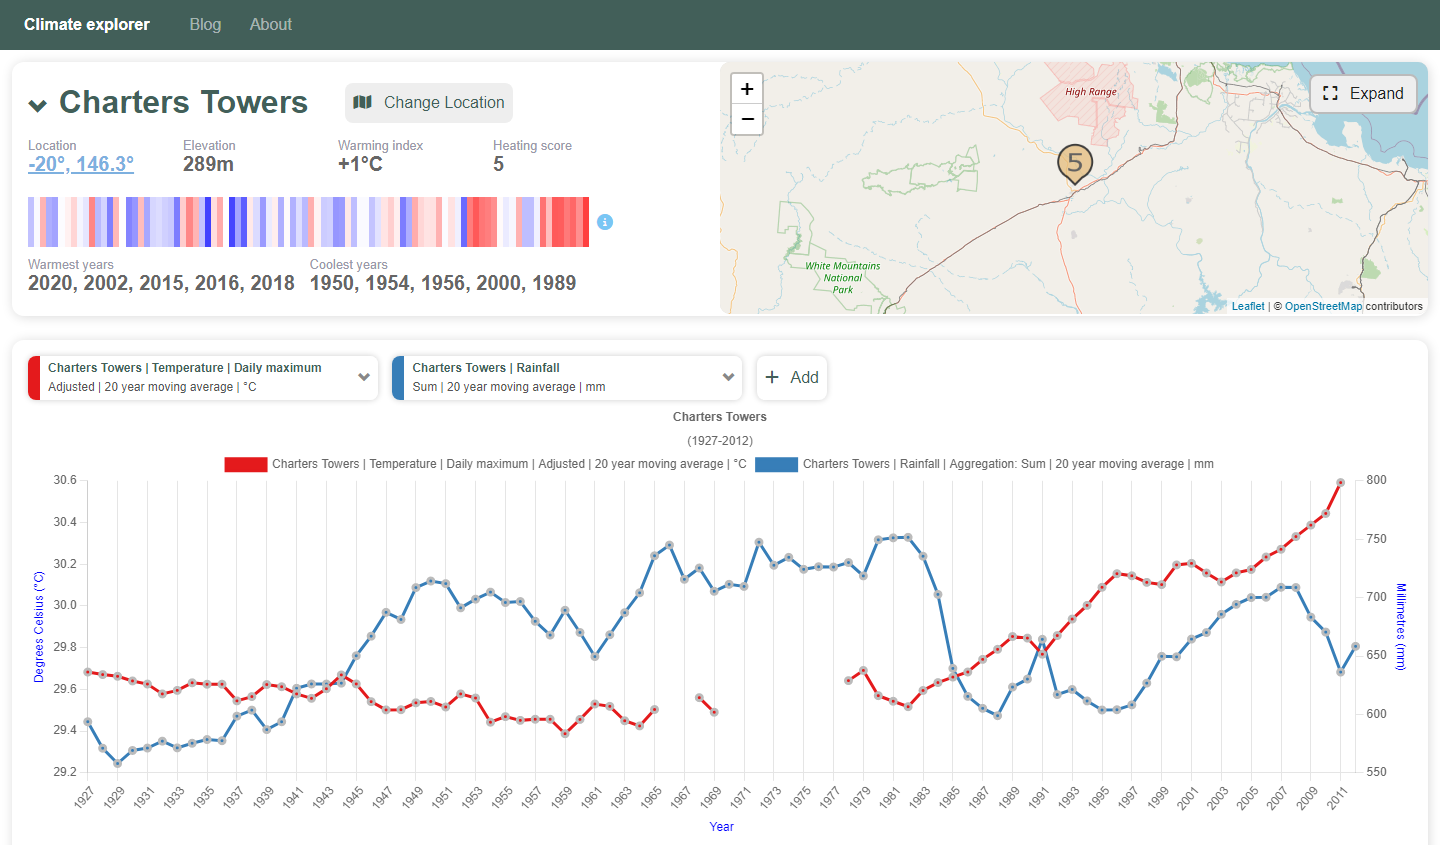 Climate explorer Blog About
Charters Towers Change Location
Location Elevation Warming index Heating score
-20°, 146.3° 289m +1°C 5
Warmest years Coolest years
2020, 2002, 2015, 2016, 2018 1950, 1954, 1956, 2000, 1989
+
−
High Range
Expand
5
White Mountains
National
Park
Leaflet | © OpenStreetMap contributors
Charters Towers | Temperature | Daily maximum
Adjusted | 20 year moving average | °C
Charters Towers | Rainfall
Sum | 20 year moving average | mm
+ Add
Charters Towers
(1927-2012)
Charters Towers | Temperature | Daily maximum | Adjusted | 20 year moving average | °C Charters Towers | Rainfall | Aggregation: Sum | 20 year moving average | mm
Degrees Celsius (°C)
30.6
30.4
30.2
30.0
29.8
29.6
29.4
29.2
800
750
700
650
600
550
Millimetres (mm)
1927 1929 1931 1933 1935 1937 1939 1941 1943 1945 1947 1949 1951 1953 1955 1957 1959 1961 1963 1965 1967 1969 1971 1973 1975 1977 1979 1981 1983 1985 1987 1989 1991 1993 1995 1997 1999 2001 2003 2005 2007 2009 2011
Year